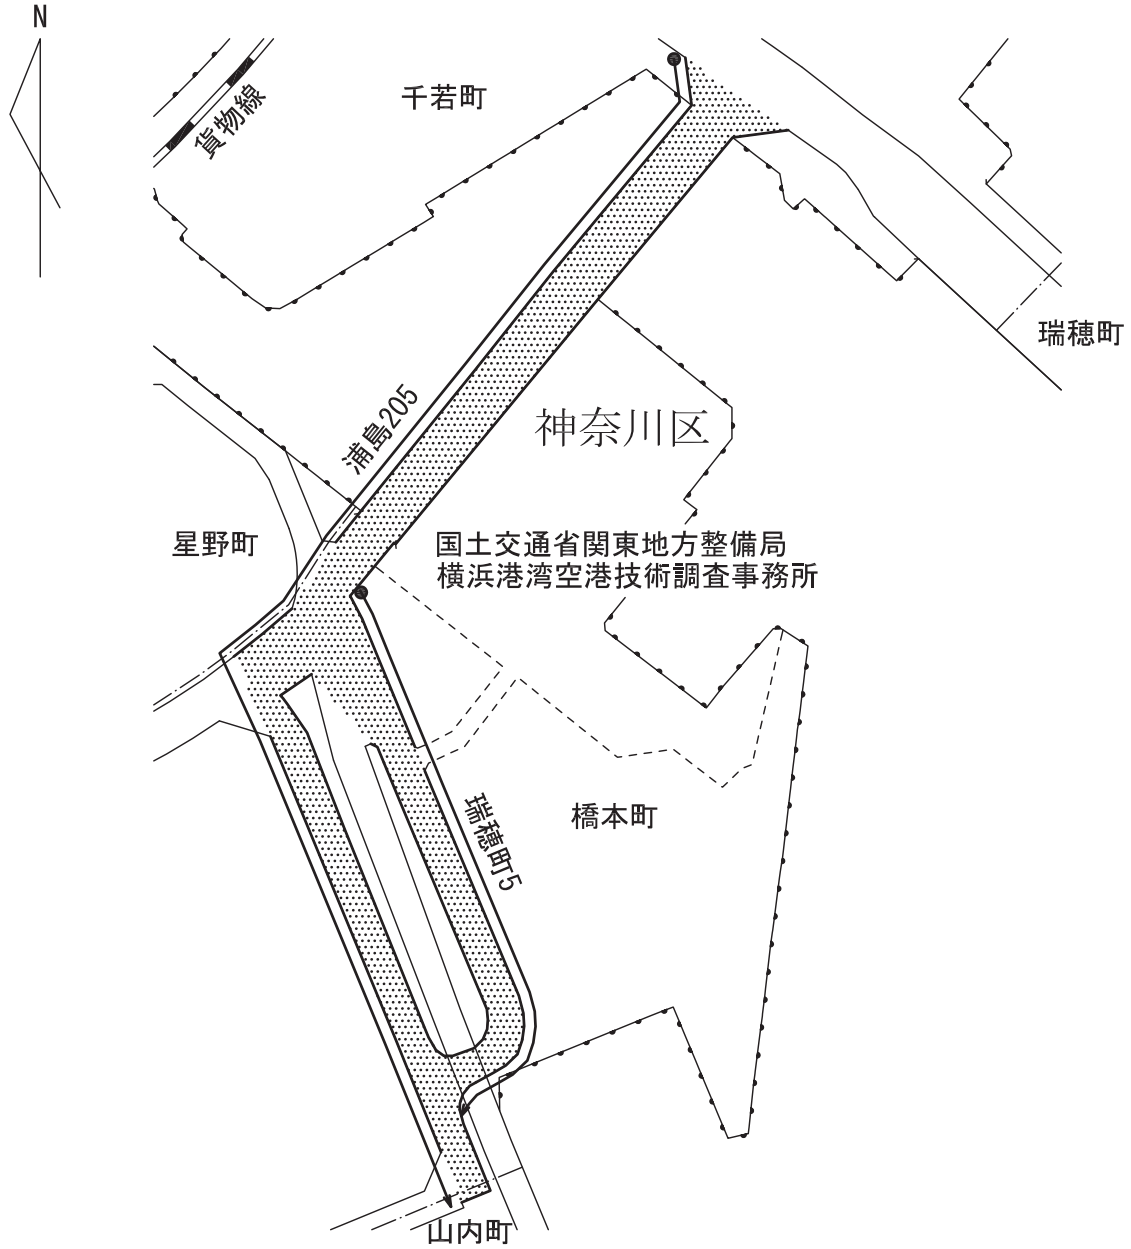 N
千若町
貨物線
瑞穂町
浦島205
神奈川区
星野町
国土交通省関東地方整備局
横浜港湾空港技術調査事務所
瑞穂町5
橋本町
山内町